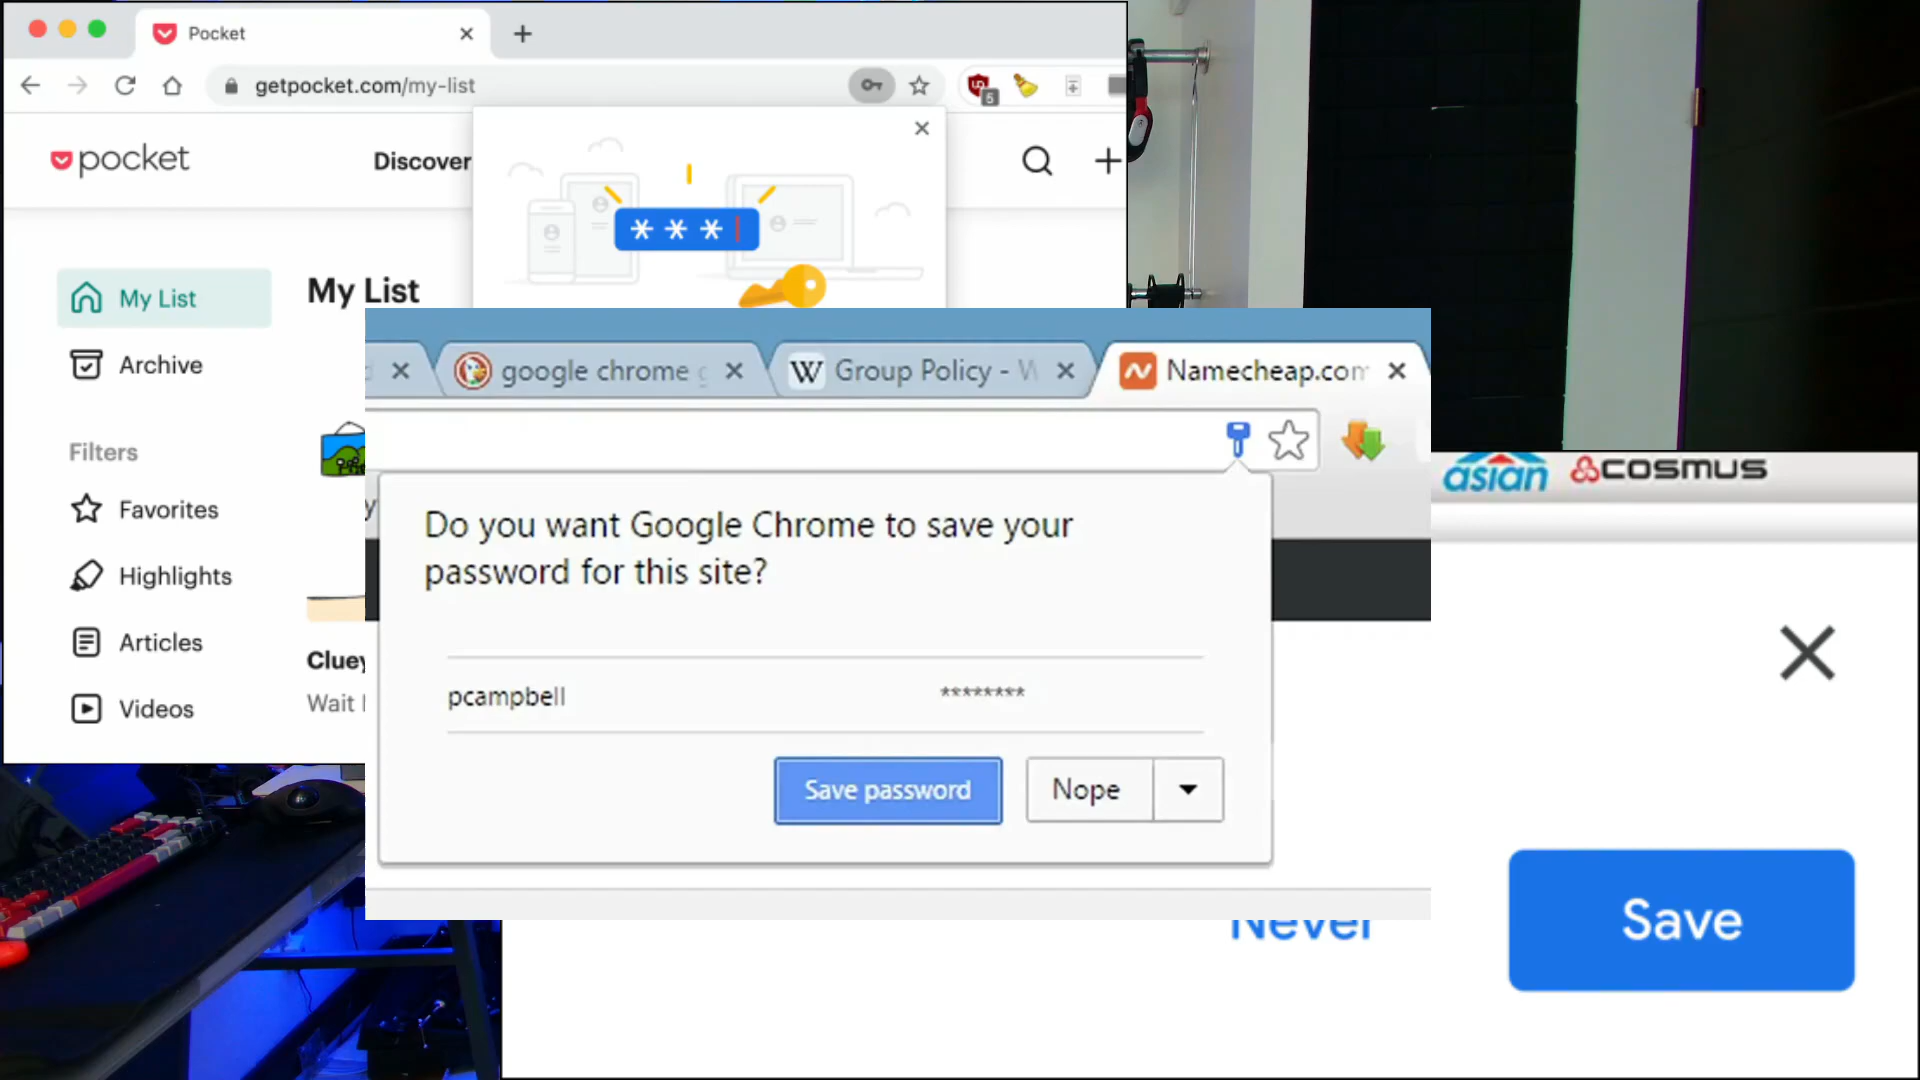 Pocket
getpocket.com/my-list
5
pocket
Discover
***
My List
My List
Archive
Filters
Favorites
Highlights
Articles
Videos
Cluey
Wait
google chrome g
Group Policy - W
Namecheap.com
Do you want Google Chrome to save your
password for this site?
pcampbell
********
Save password
Nope
asian
COSMUS
Never
Save